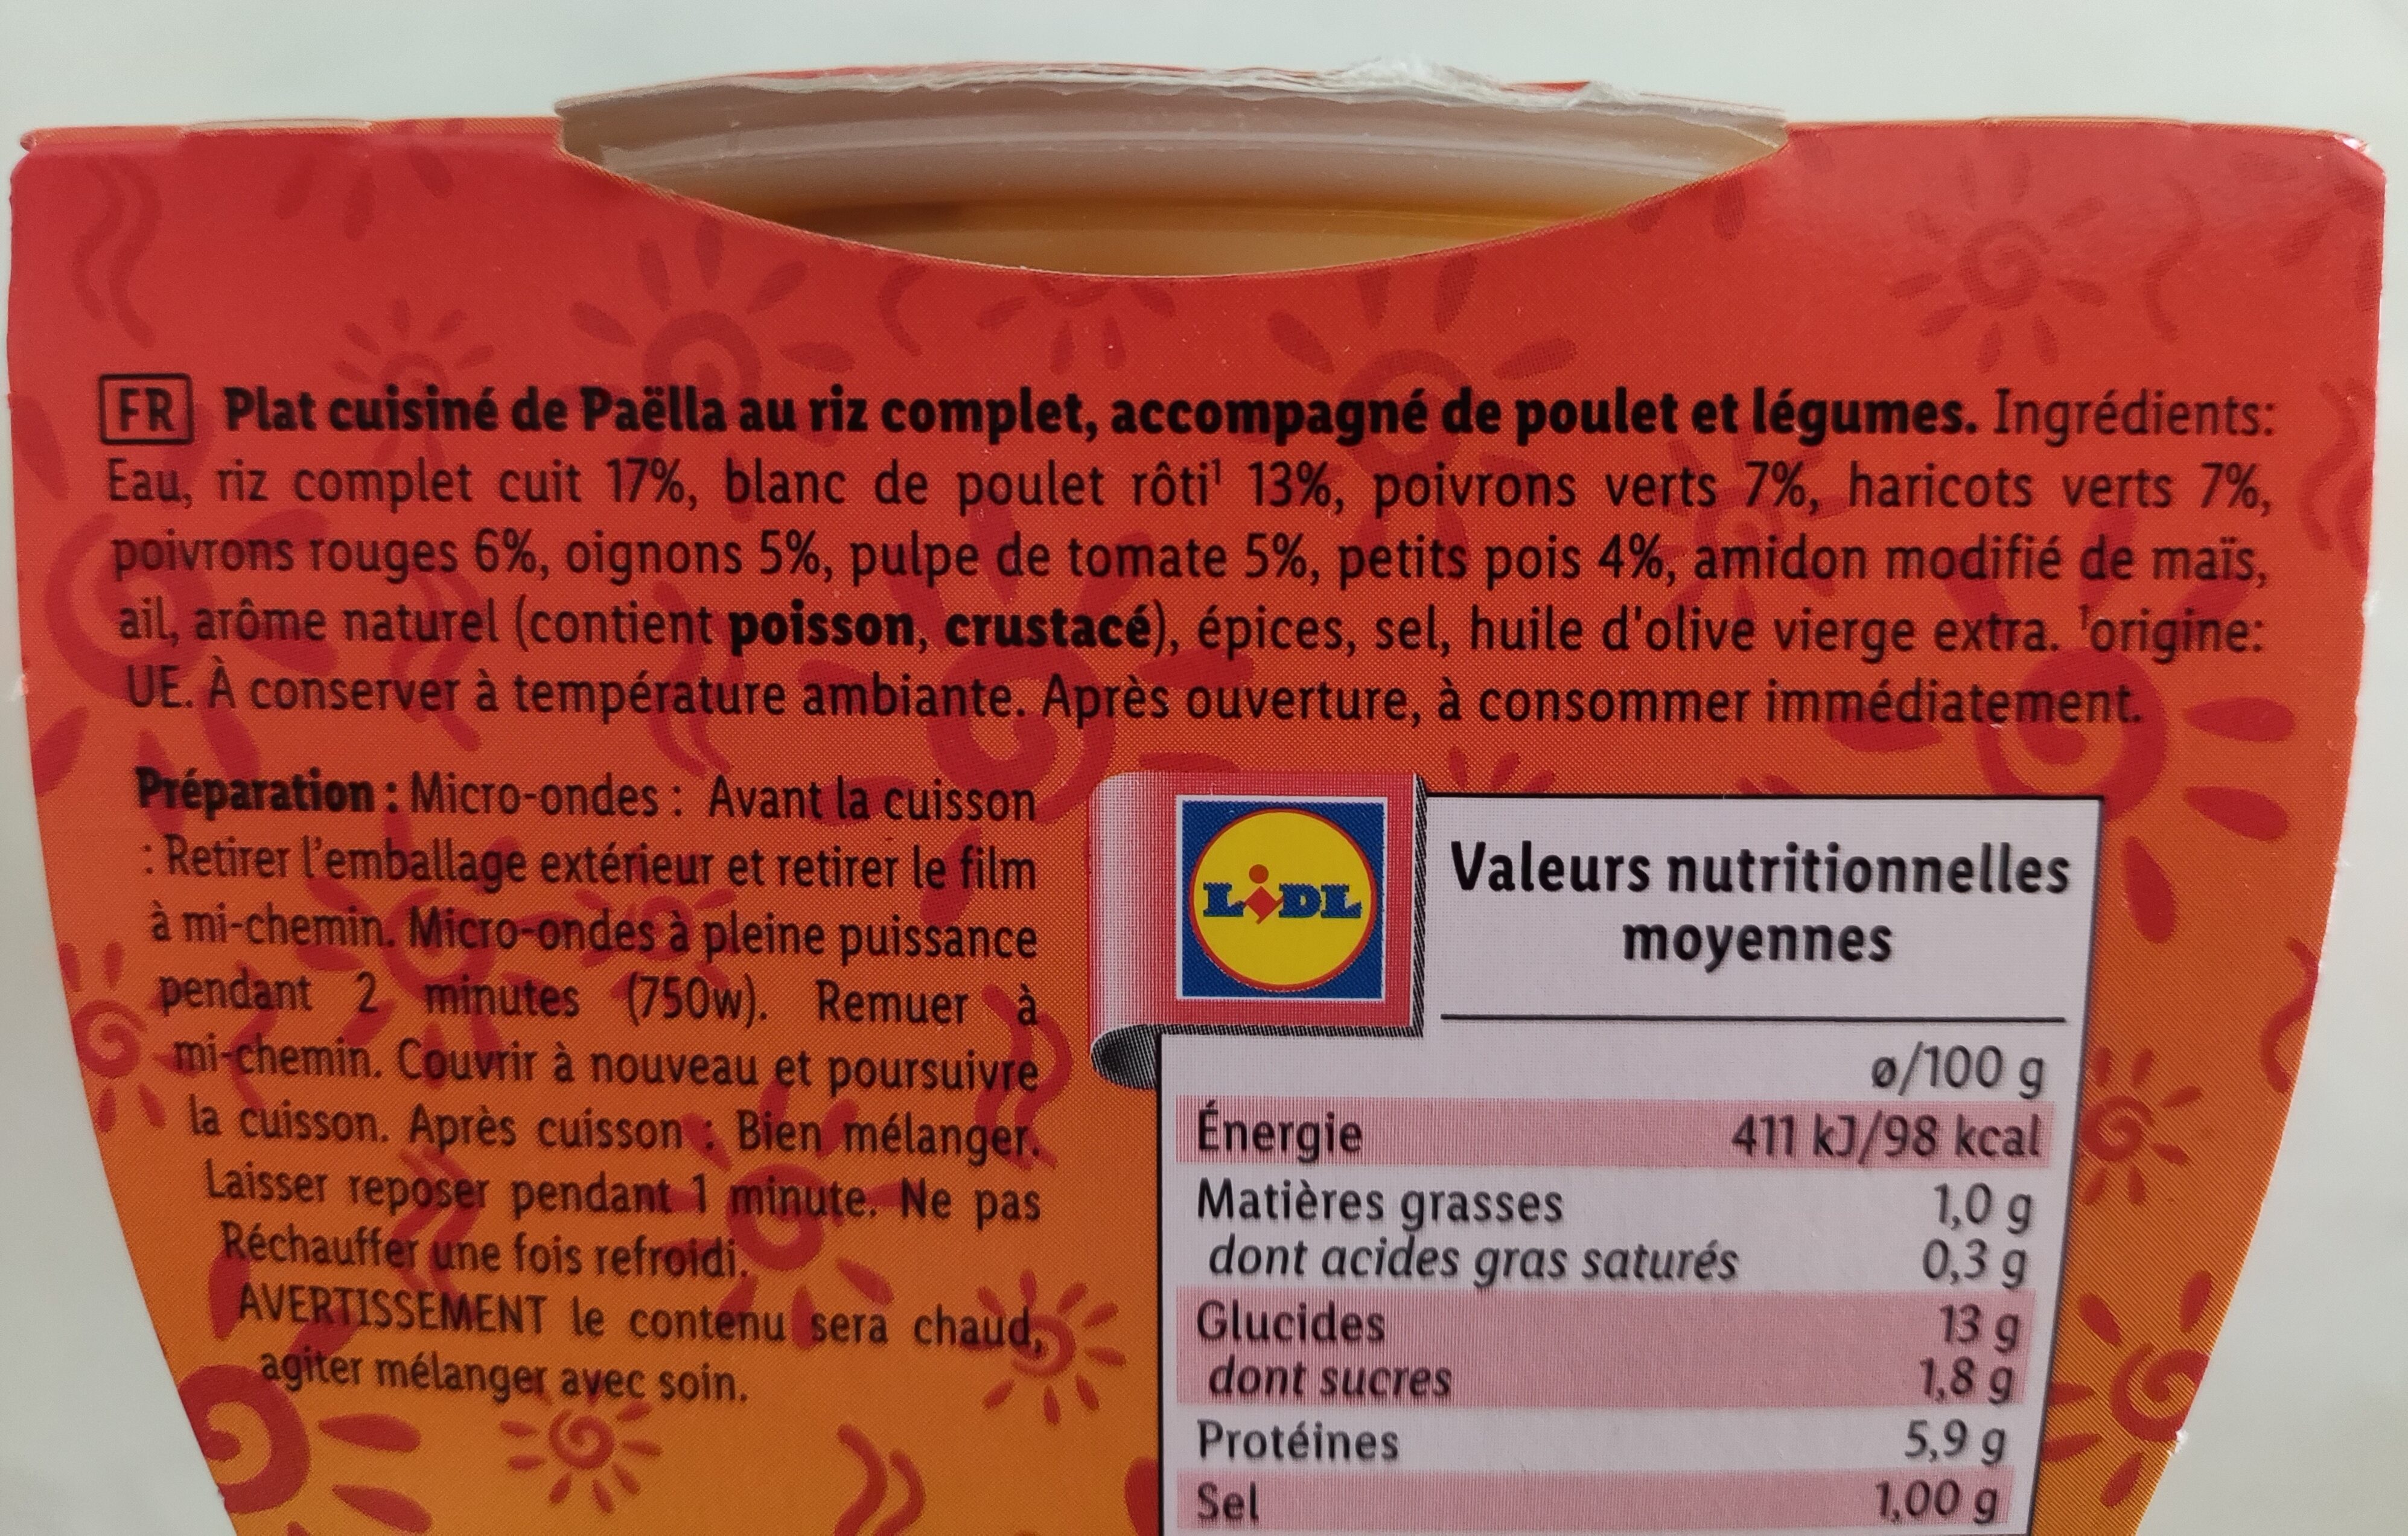 FR Plat cuisiné de Paëlla au riz complet, accompagné de poulet et légumes. Ingrédients:
Eau, riz complet cuit 17%, blanc de poulet rôti¹ 13%, poivrons verts 7%, haricots verts 7%,
poivrons rouges 6%, oignons 5%, pulpe de tomate 5%, petits pois 4%, amidon modifié de maïs,
ail, arôme naturel (contient poisson, crustacé), épices, sel, huile d'olive vierge extra. ¹origine:
UE. À conserver à température ambiante. Après ouverture, à consommer immédiatement.
Préparation : Micro-ondes : Avant la cuisson
: Retirer l'emballage extérieur et retirer le film
à mi-chemin. Micro-ondes à pleine puissance
pendant 2 minutes (750w). Remuer à
mi-chemin. Couvrir à nouveau et poursuivre
la cuisson. Après cuisson : Bien mélanger.
Laisser reposer pendant 1 minute. Ne pas
Réchauffer une fois refroidi.
AVERTISSEMENT le contenu sera chaud,
agiter mélanger avec soin.
LiDL
Valeurs nutritionnelles
moyennes
ø/100 g
Énergie 411 kJ/98 kcal
Matières grasses 1,0 g
dont acides gras saturés 0,3 g
Glucides 13 g
dont sucres 1,8 g
Protéines 5,9 g
Sel 1,00 g